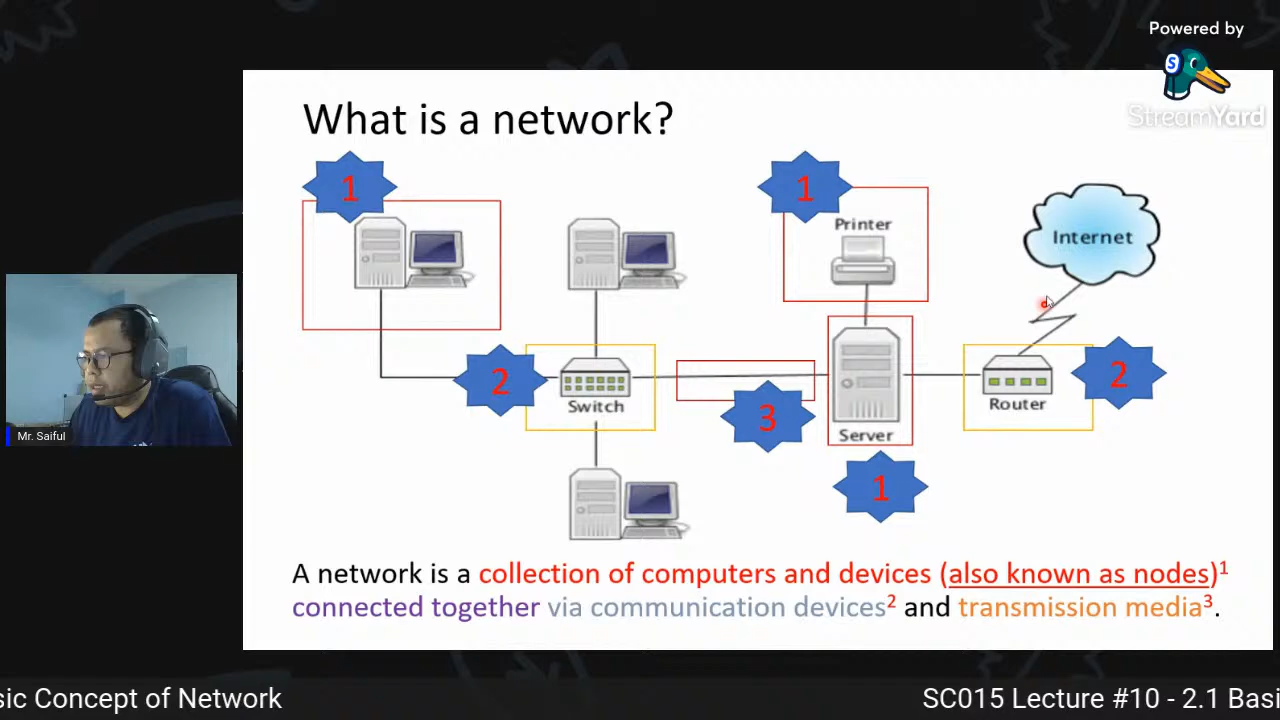 Powered by
StreamYard
What is a network?
1
1
Printer
Internet
2
Switch
3
Server
Router
2
1
A network is a collection of computers and devices (also known as nodes)1
connected together via communication devices2 and transmission media3.
Mr. Saiful
sic Concept of Network
SC015 Lecture #10 - 2.1 Basi